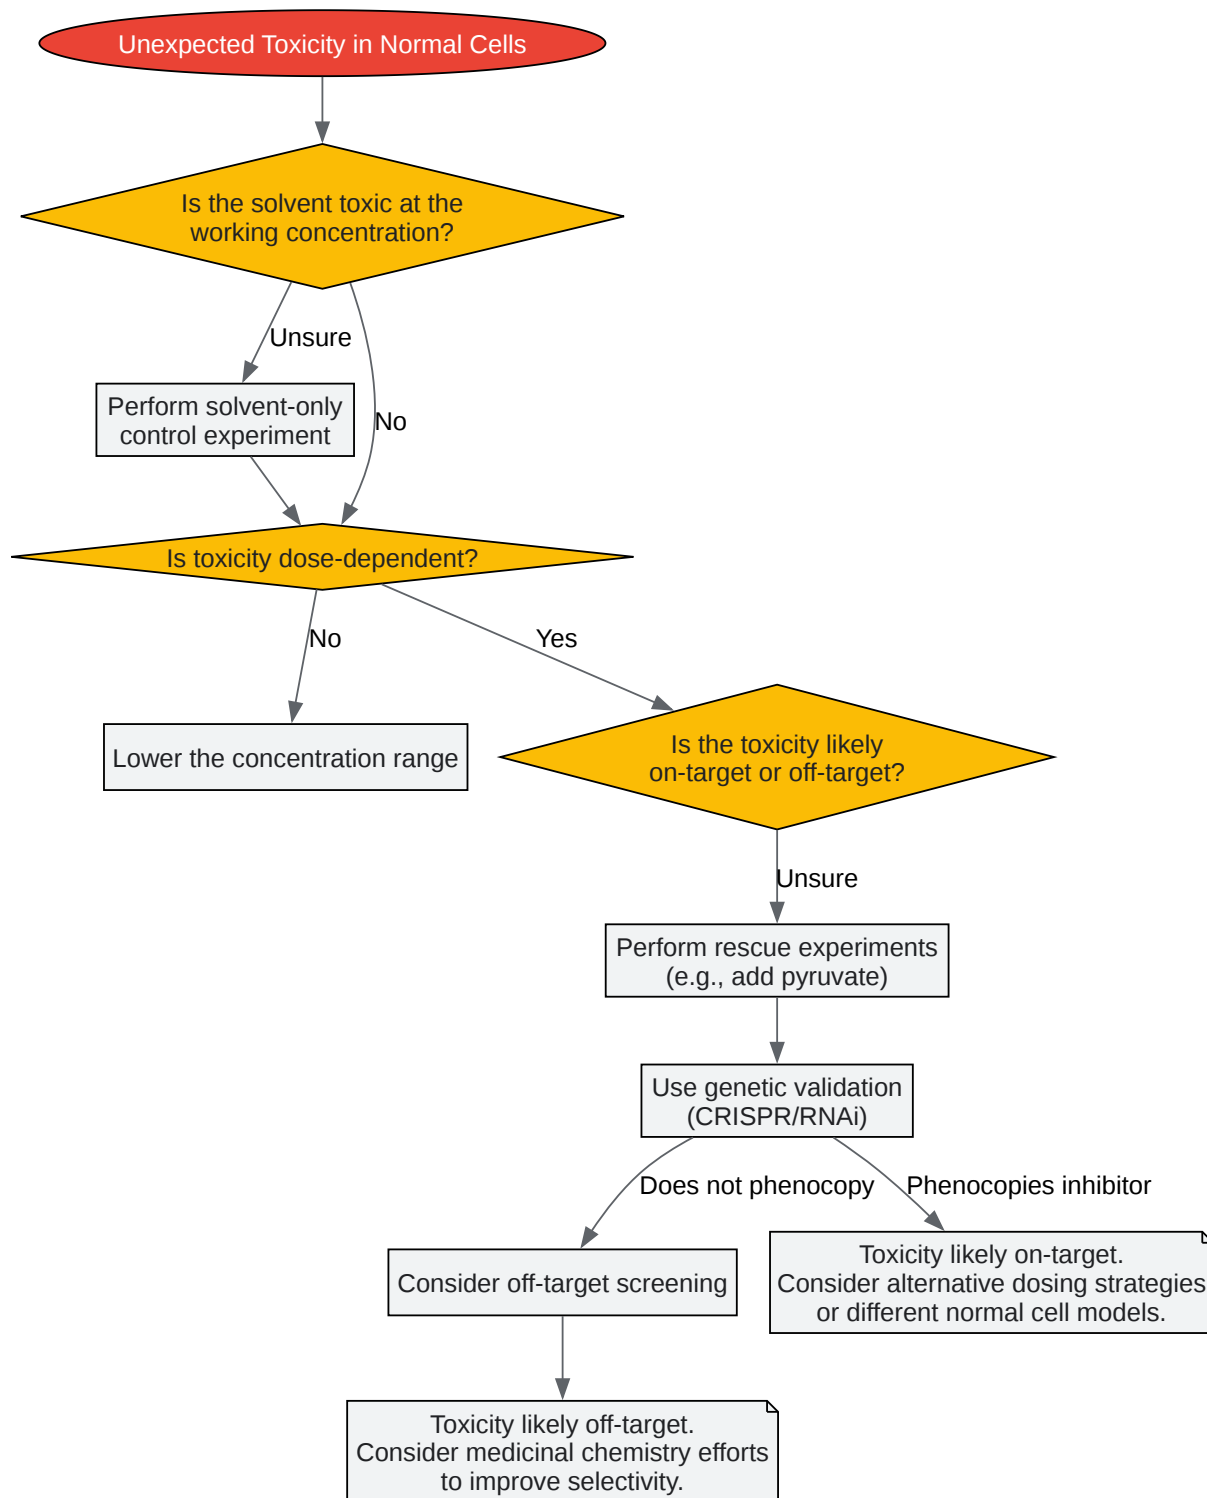 Unexpected Toxicity in Normal Cells
Is the solvent toxic at the
working concentration?
Unsure
No
Perform solvent-only
control experiment
Is toxicity dose-dependent?
No
Yes
Lower the concentration range
Is the toxicity likely
on-target or off-target?
Unsure
Perform rescue experiments
(e.g., add pyruvate)
Use genetic validation
(CRISPR/RNAi)
Does not phenocopy
Phenocopies inhibitor
Consider off-target screening
Toxicity likely on-target.
Consider alternative dosing strategies
or different normal cell models.
Toxicity likely off-target.
Consider medicinal chemistry efforts
to improve selectivity.